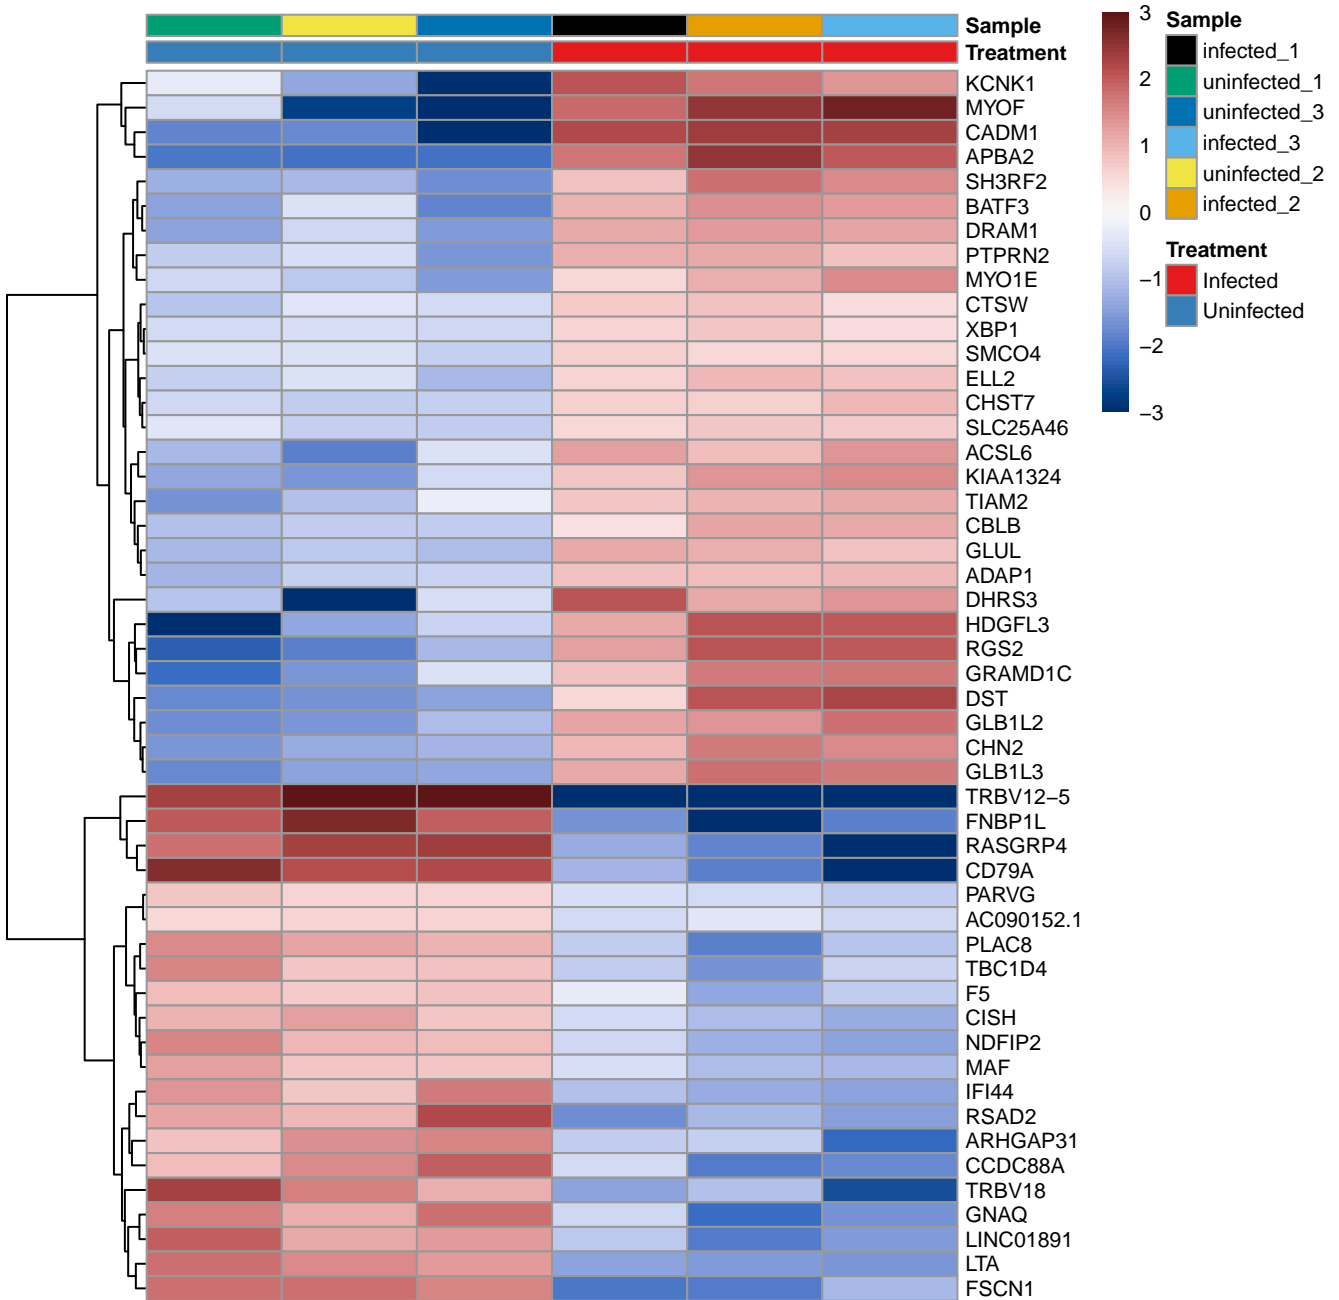 Sample
Treatment
KCNK1
MYOF
CADM1
APBA2
SH3RF2
BATF3
DRAM1
PTPRN2
MYO1E
CTSW
XBP1
SMCO4
ELL2
CHST7
SLC25A46
ACSL6
KIAA1324
TIAM2
CBLB
GLUL
ADAP1
DHRS3
HDGFL3
RGS2
GRAMD1C
DST
GLB1L2
CHN2
GLB1L3
TRBV12−5
FNBP1L
RASGRP4
CD79A
PARVG
AC090152.1
PLAC8
TBC1D4
F5
CISH
NDFIP2
MAF
IFI44
RSAD2
ARHGAP31
CCDC88A
TRBV18
GNAQ
LINC01891
LTA
FSCN1
3
2
1
0
−1
−2
−3
Sample
infected_1
uninfected_1
uninfected_3
infected_3
uninfected_2
infected_2
Treatment
Infected
Uninfected